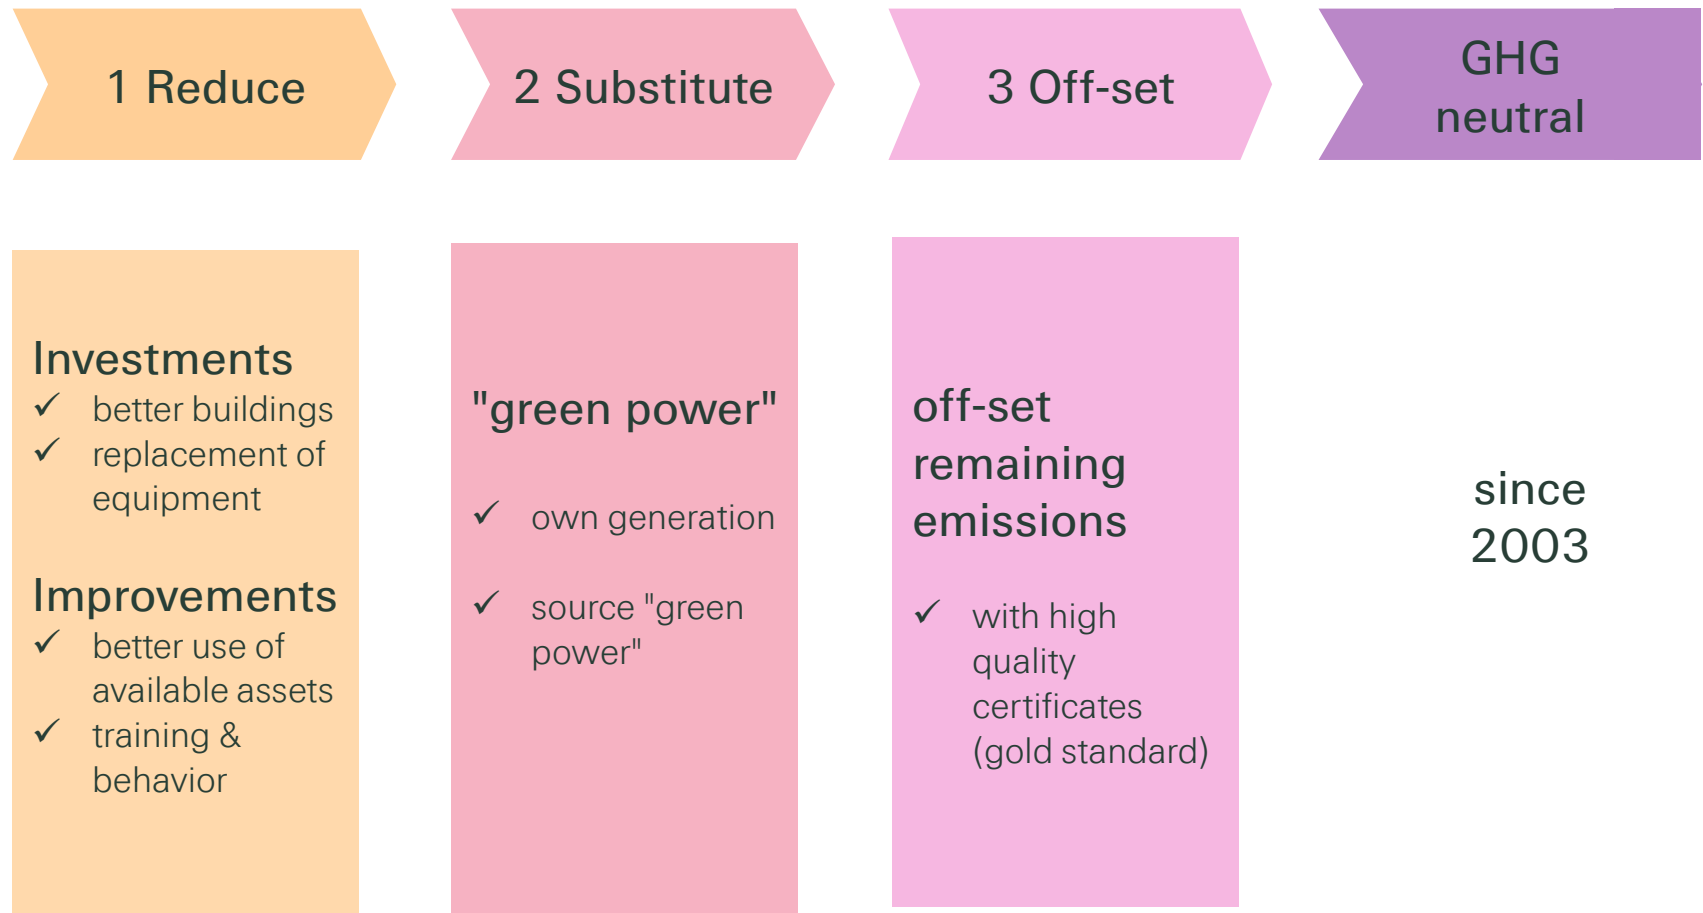 1 Reduce
2 Substitute
3 Off-set
GHG
neutral
Investments
✓ better buildings
✓ replacement of
equipment
Improvements
✓ better use of
available assets
✓ training &
behavior
"green power"
✓ own generation
✓ source "green
power"
off-set
remaining
emissions
✓ with high
quality
certificates
(gold standard)
since
2003